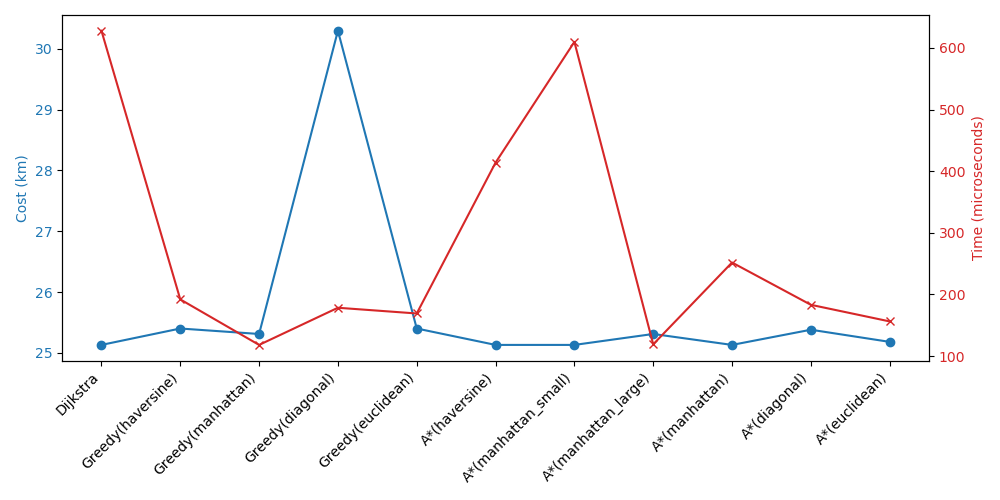 30
29
28
27
26
25
Cost (km)
600
500
400
300
200
100
Time (microseconds)
Dijkstra
Greedy(haversine)
Greedy(manhattan)
Greedy(diagonal)
Greedy(euclidean)
A*(haversine)
A*(manhattan_small)
A*(manhattan_large)
A*(manhattan)
A*(diagonal)
A*(euclidean)